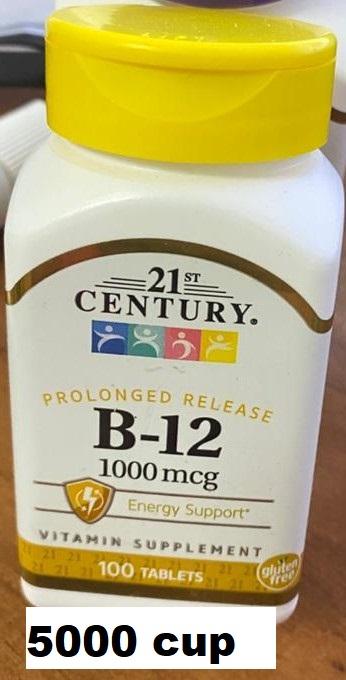 21ST
CENTURY®
PROLONGED RELEASE
B-12
1000 mcg
Energy Support*
VITAMIN SUPPLEMENT
100 TABLETS
gluten
free
5000 cup